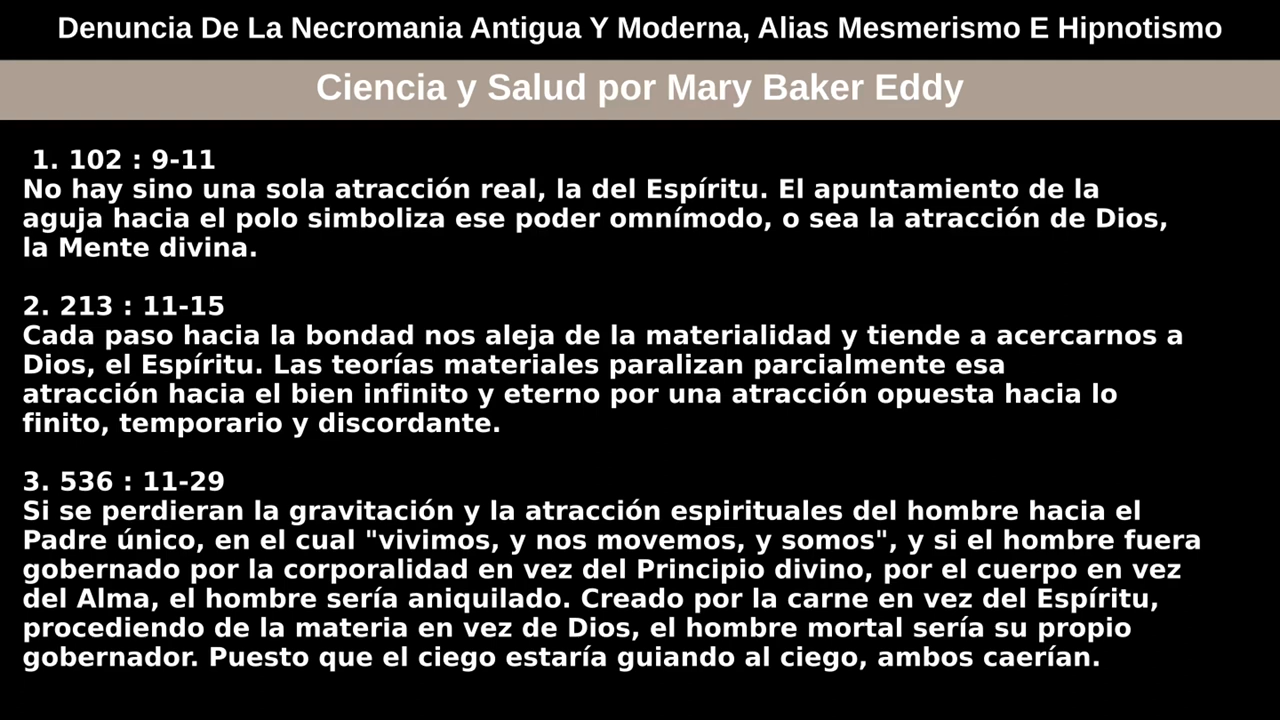 Denuncia De La Necromania Antigua Y Moderna, Alias Mesmerismo E Hipnotismo
Ciencia y Salud por Mary Baker Eddy
1. 102 : 9-11
No hay sino una sola atracción real, la del Espíritu. El apuntamiento de la
aguja hacia el polo simboliza ese poder omnímodo, o sea la atracción de Dios,
la Mente divina.
2. 213 : 11-15
Cada paso hacia la bondad nos aleja de la materialidad y tiende a acercarnos a
Dios, el Espíritu. Las teorías materiales paralizan parcialmente esa
atracción hacia el bien infinito y eterno por una atracción opuesta hacia lo
finito, temporario y discordante.
3. 536 : 11-29
Si se perdieran la gravitación y la atracción espirituales del hombre hacia el
Padre único, en el cual "vivimos, y nos movemos, y somos", y si el hombre fuera
gobernado por la corporalidad en vez del Principio divino, por el cuerpo en vez
del Alma, el hombre sería aniquilado. Creado por la carne en vez del Espíritu,
procediendo de la materia en vez de Dios, el hombre mortal sería su propio
gobernador. Puesto que el ciego estaría guiando al ciego, ambos caerían.